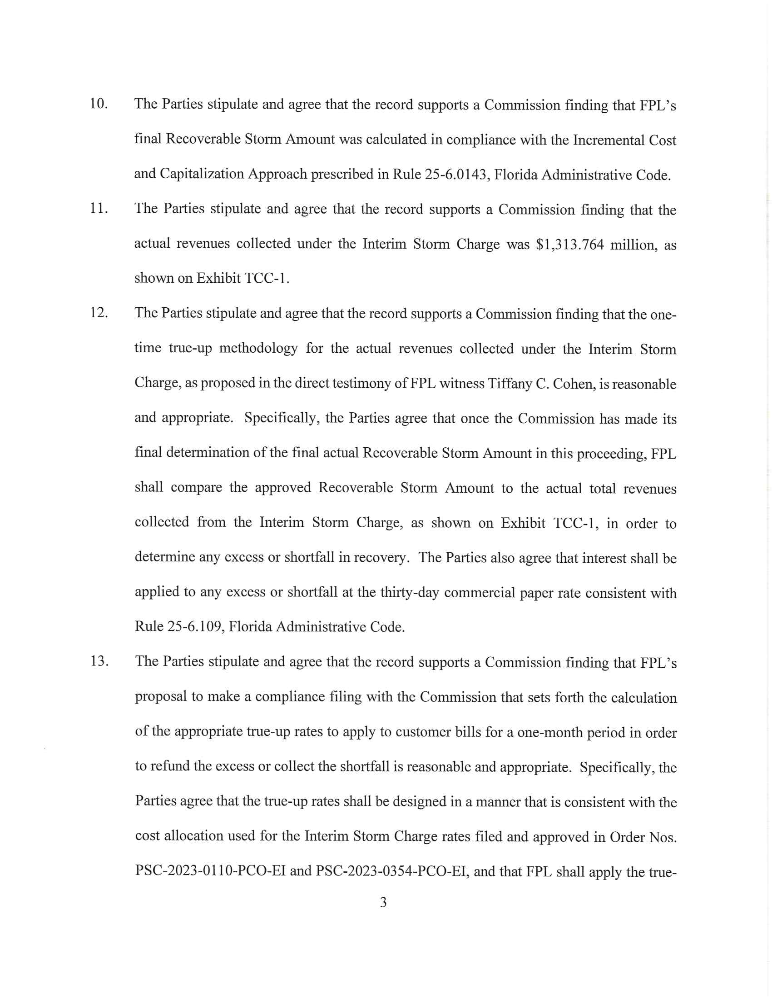 10. The Parties stipulate and agree that the record supports a Commission finding that FPL's
final Recoverable Storm Amount was calculated in compliance with the Incremental Cost
and Capitalization Approach prescribed in Rule 25-6.0143, Florida Administrative Code.
11. The Parties stipulate and agree that the record supports a Commission finding that the
actual revenues collected under the Interim Storm Charge was $1,313.764 million, as
shown on Exhibit TCC-1.
12. The Parties stipulate and agree that the record supports a Commission finding that the one-
time true-up methodology for the actual revenues collected under the Interim Storm
Charge, as proposed in the direct testimony of FPL witness Tiffany C. Cohen, is reasonable
and appropriate. Specifically, the Parties agree that once the Commission has made its
final determination of the final actual Recoverable Storm Amount in this proceeding, FPL
shall compare the approved Recoverable Storm Amount to the actual total revenues
collected from the Interim Storm Charge, as shown on Exhibit TCC-1, in order to
determine any excess or shortfall in recovery. The Parties also agree that interest shall be
applied to any excess or shortfall at the thirty-day commercial paper rate consistent with
Rule 25-6.109, Florida Administrative Code.
13. The Parties stipulate and agree that the record supports a Commission finding that FPL's
proposal to make a compliance filing with the Commission that sets forth the calculation
of the appropriate true-up rates to apply to customer bills for a one-month period in order
to refund the excess or collect the shortfall is reasonable and appropriate. Specifically, the
Parties agree that the true-up rates shall be designed in a manner that is consistent with the
cost allocation used for the Interim Storm Charge rates filed and approved in Order Nos.
PSC-2023-0110-PCO-EI and PSC-2023-0354-PCO-EI, and that FPL shall apply the true-
3